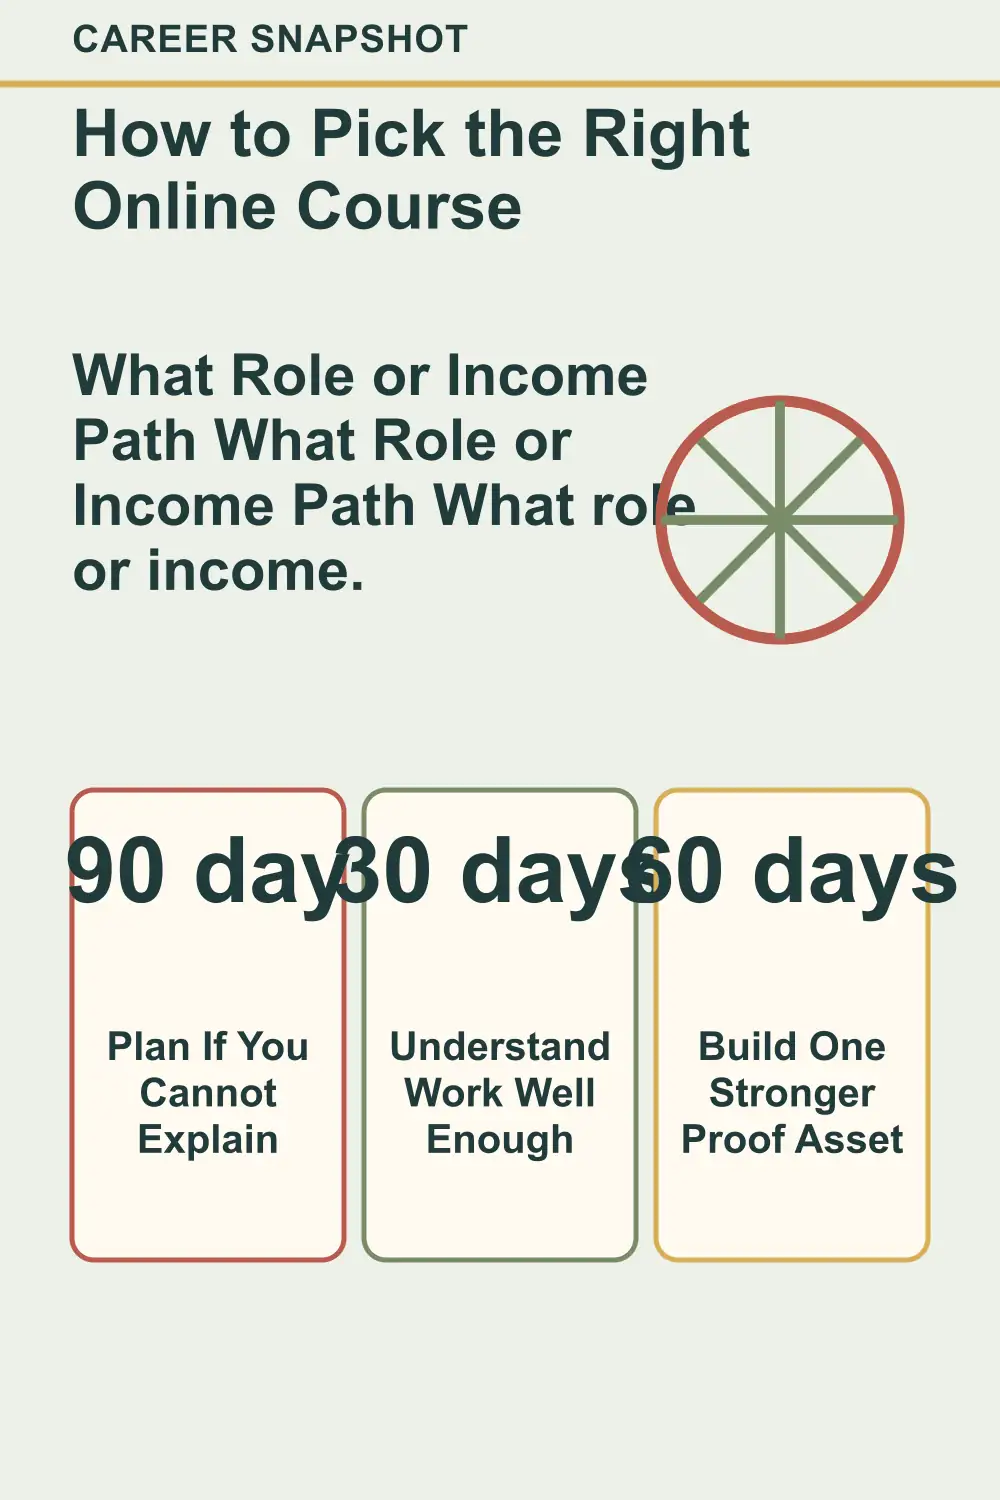 CAREER SNAPSHOT
How to Pick the Right
Online Course
What Role or Income
Path What Role or
Income Path What role
or income.
90 days
30 days
60 days
Plan If You
Cannot
Explain
Understand
Work Well
Enough
Build One
Stronger
Proof Asset